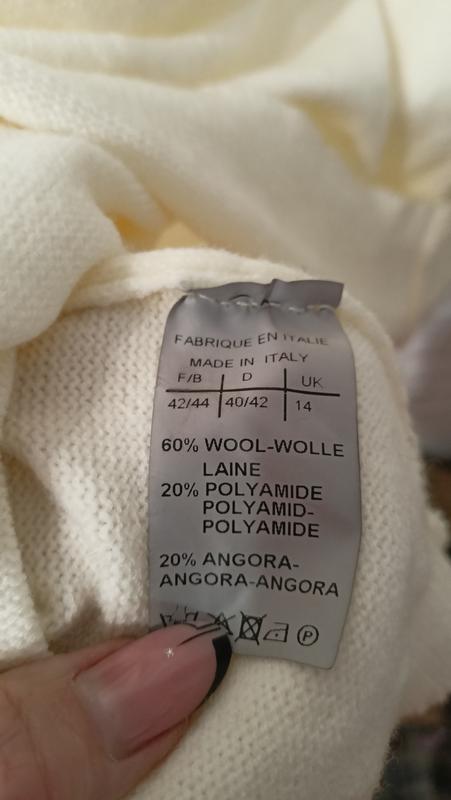 FABRIQUE EN ITALIE
MADE IN ITALY
F/B D UK
42/44 40/42 14
60% WOOL-WOLLE
LAINE
20% POLYAMIDE
POLYAMID-
POLYAMIDE
20% ANGORA-
ANGORA-ANGORA
P